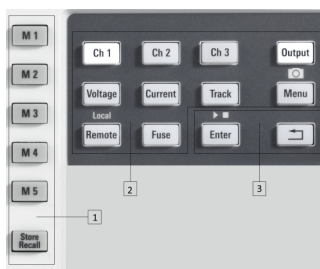 M 1
Ch 1 Ch 2 Ch 3 Output
M 2
Voltage Current Track Menu
M 3
Local
Remote Fuse Enter
M 4
M 5
2
3
1
Store
Recall